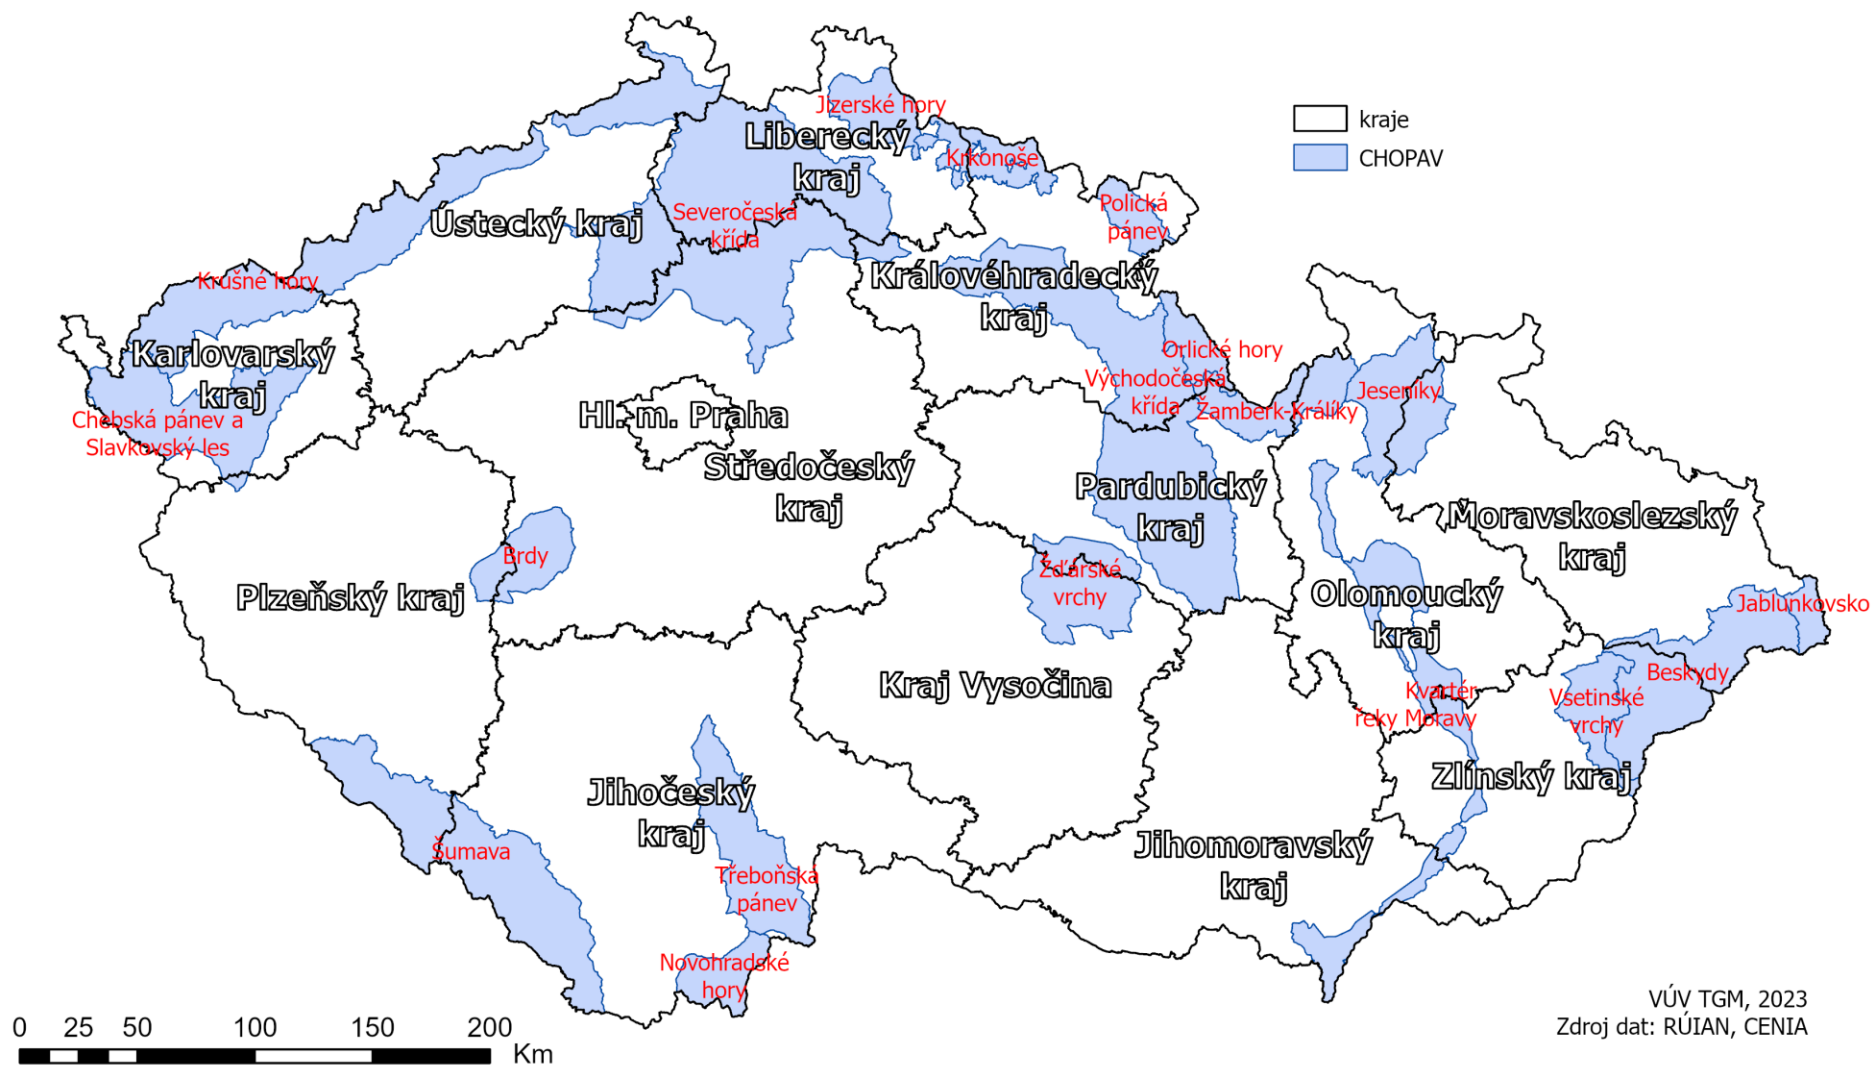 Jizerské hory
Liberecký
kraj
Krkonoše
kraje
CHOPAV
Ústecký kraj
Severočeská
křída
Polická
pánev
Krušné hory
Královéhradecký
kraj
Karlovarský
kraj
Orlické hory
Východočeská
křída
Žamberk-Králíky
Jeseníky
Chebská pánev a
Slavkovský les
Hl. m. Praha
Středočeský
kraj
Pardubický
kraj
Moravskoslezský
kraj
Brdy
Plzeňský kraj
Žďárské
vrchy
Olomoucký
kraj
Jablunkovsko
Kraj Vysočina
Beskydy
Vsetinské
vrchy
Kvartér
řeky Moravy
Zlínský kraj
Jihočeský
kraj
Šumava
Třeboňská
pánev
Jihomoravský
kraj
Novohradské
hory
VÚV TGM, 2023
Zdroj dat: RÚIAN, CENIA
0 25 50 100 150 200
Km